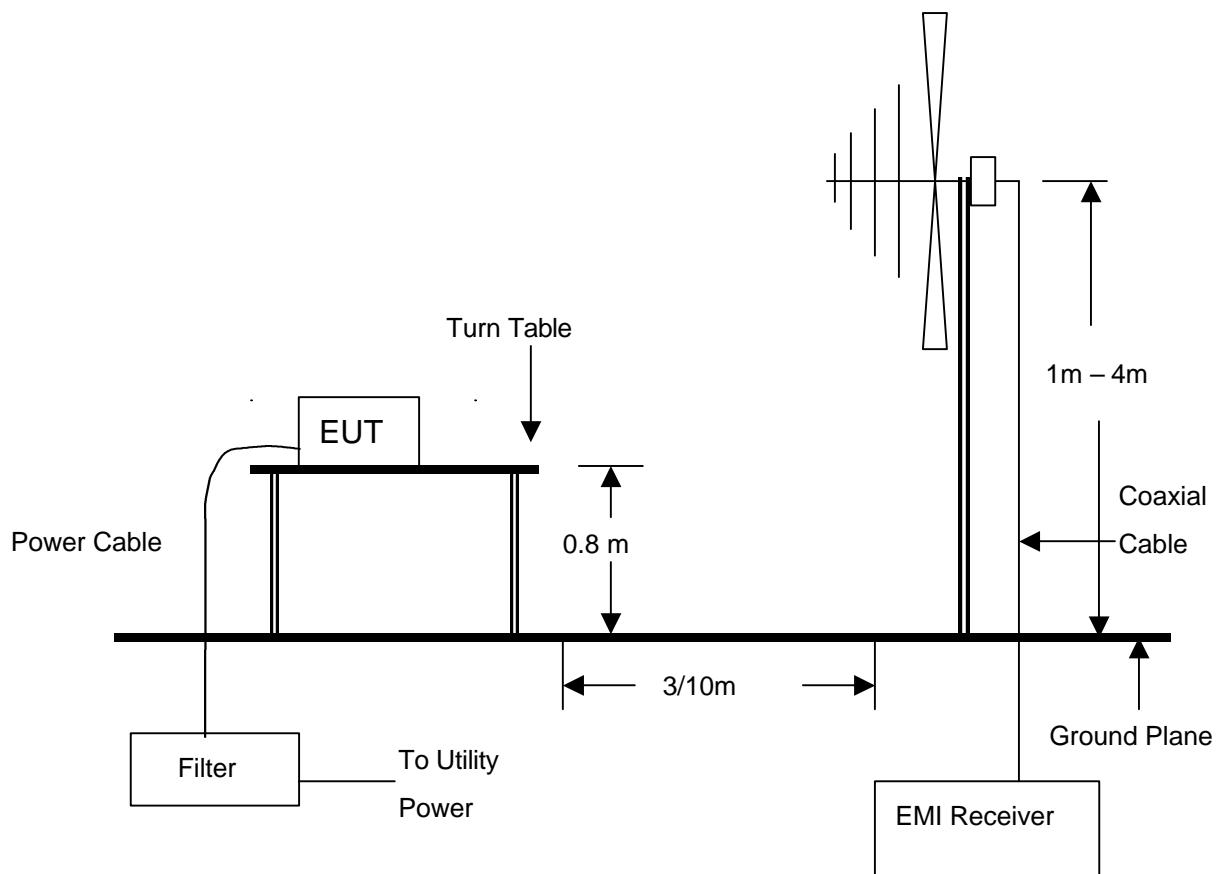 Turn Table
1m – 4m
EUT
Coaxial
Cable
Power Cable
0.8 m
3/10m
Ground Plane
Filter
To Utility
Power
EMI Receiver